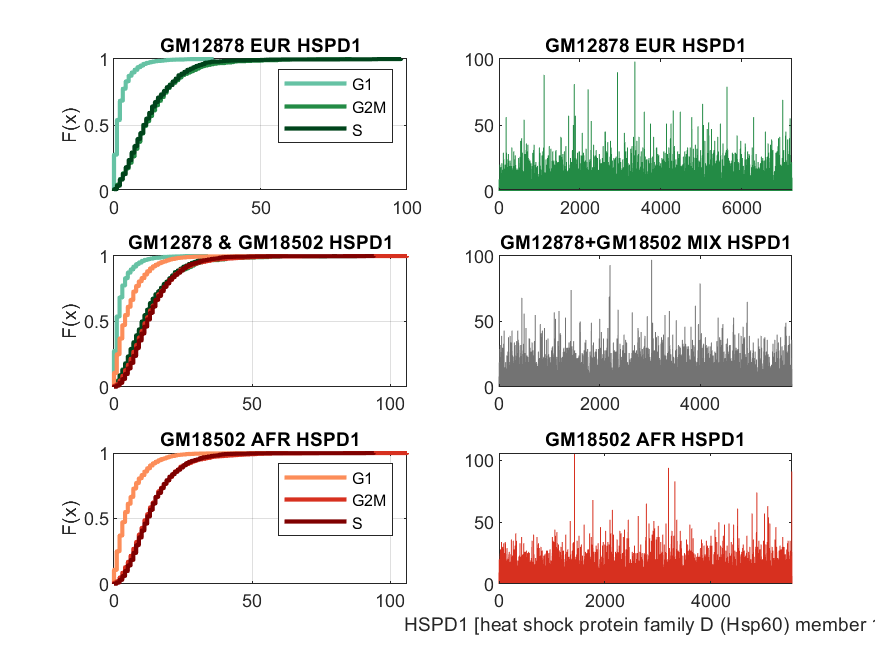 GM12878 EUR HSPD1
F(x)
1
0.5
0
0
50
100
G1
G2M
S
GM12878 EUR HSPD1
100
50
0
0
2000
4000
6000
GM12878 & GM18502 HSPD1
F(x)
1
0.5
0
0
50
100
GM12878+GM18502 MIX HSPD1
100
50
0
0
2000
4000
GM18502 AFR HSPD1
F(x)
1
0.5
0
0
50
100
G1
G2M
S
GM18502 AFR HSPD1
100
50
0
0
2000
4000
HSPD1 [heat shock protein family D (Hsp60) member